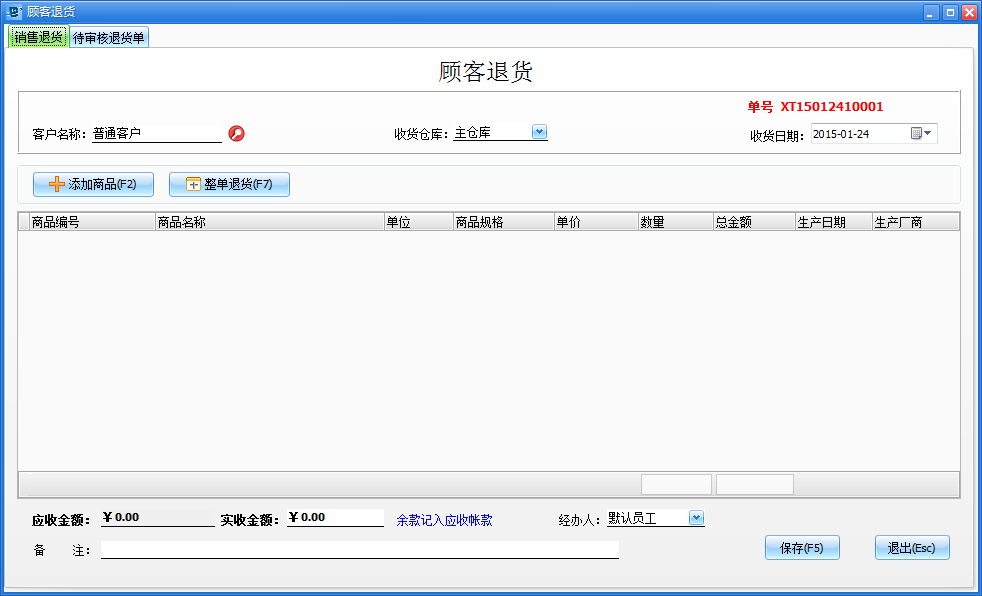 顾客退货
销售退货 待审核退货单
顾客退货
单号 XT15012410001
客户名称: 普通客户 收货仓库: 主仓库 收货日期: 2015-01-24
添加商品(F2) 整单退货(F7)
商品编号 商品名称 单位 商品规格 单价 数量 总金额 生产日期 生产厂商
应收金额: ¥ 0.00 实收金额: ¥ 0.00 余款记入应收帐款 经办人: 默认员工
备 注:
保存(F5) 退出(Esc)